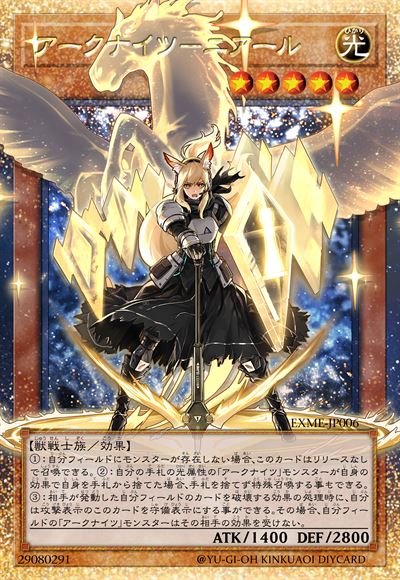 アークナイツーニアール
光
ひかり
EXME-JP006
【獣戦士族／効果】
①：自分フィールドにモンスターが存在しない場合、このカードはリリースなし
で召喚できる。②：自分の手札の光属性の「アークナイツ」モンスターが自身の
効果で自身を手札から捨てた場合、手札を捨てず特殊召喚する事もできる。
③：相手が発動した自分フィールドのカードを破壊する効果の処理時に、自分
は攻撃表示のこのカードを守備表示にする事ができる。その場合、自分フィー
ルドの「アークナイツ」モンスターはその相手の効果を受けない。
ATK/1400 DEF/2800
29080291
@YU-GI-OH KINKUAOI DIYCARD